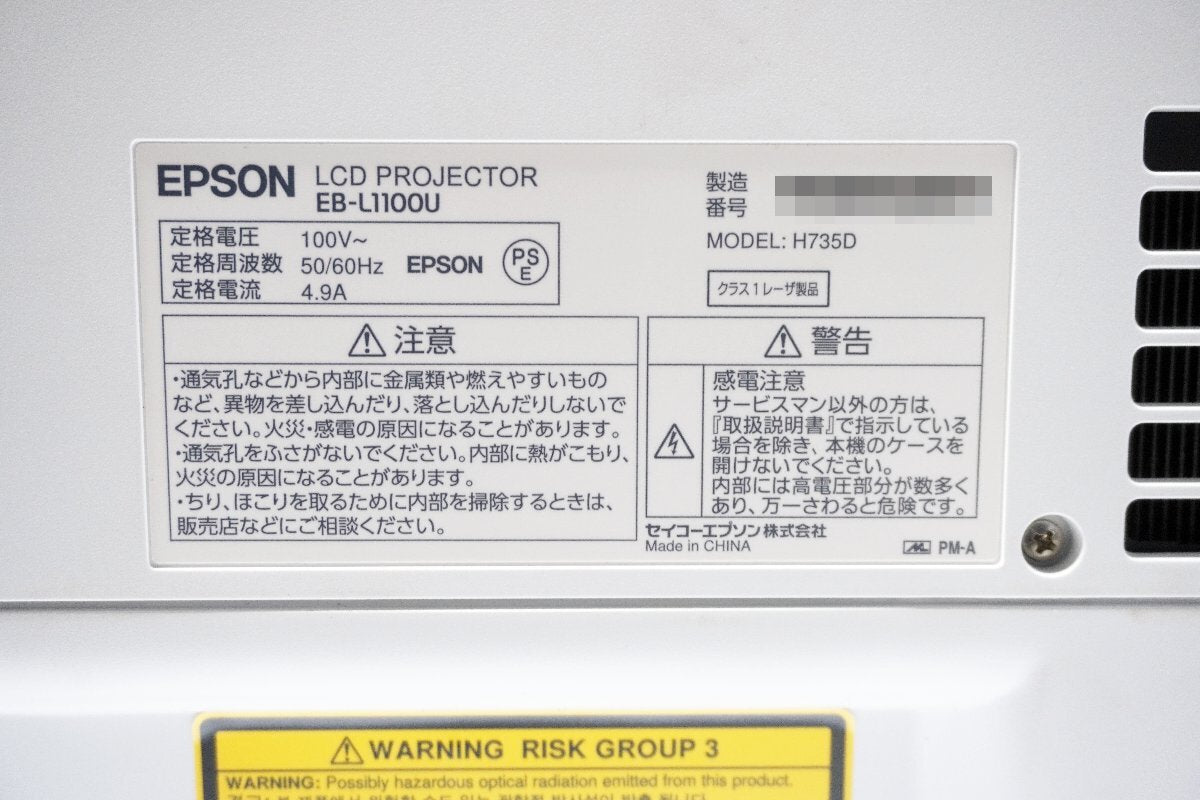 EPSON LCD PROJECTOR
EB-L1100U
定格電圧 100V~
定格周波数 50/60Hz EPSON PSE
定格電流 4.9A
製造
番号
MODEL: H735D
クラス1レーザ製品
注意
・通気孔などから内部に金属類や燃えやすいもの
など、異物を差し込んだり、落とし込んだりしないで
ください。火災・感電の原因になることがあります。
・通気孔をふさがないでください。内部に熱がこもり、
火災の原因になることがあります。
・ちり、ほこりを取るために内部を掃除するときは、
販売店などにご相談ください。
警告
感電注意
サービスマン以外の方は、
『取扱説明書』で指示している
場合を除き、本機のケースを
開けないでください。
内部には高電圧部分が数多く
あり、万一さわると危険です。
セイコーエプソン株式会社
Made in CHINA
PM-A
WARNING RISK GROUP 3
WARNING: Possibly hazardous optical radiation emitted from this product.